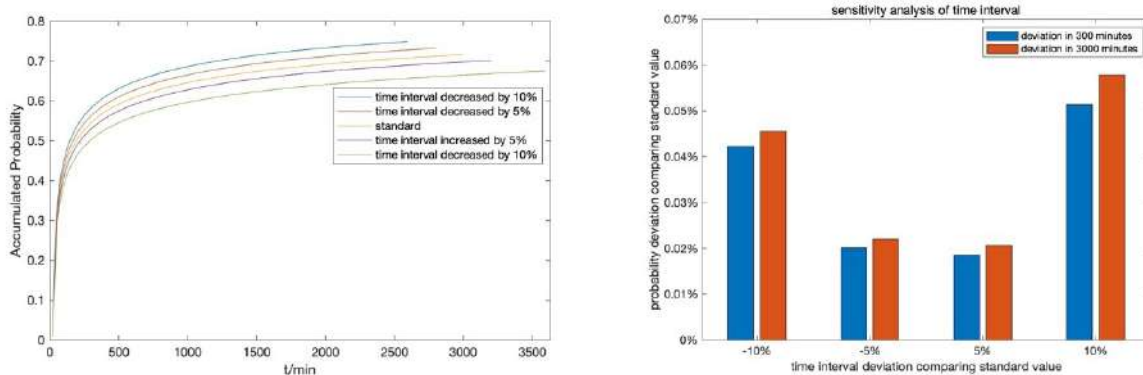 0.8
0.7
0.6
0.5
0.4
0.3
0.2
0.1
0
Accumulated Probability
time interval decreased by 10%
time interval decreased by 5%
standard
time interval increased by 5%
time interval decreased by 10%
0 500 1000 1500 2000 2500 3000 3500
t/min
sensitivity analysis of time interval
0.07%
0.06%
0.05%
0.04%
0.02%
0.01%
0%
probability deviation comparing standard value
deviation in 300 minutes
deviation in 3000 minutes
-10% -5% 5% 10%
time interval deviation comparing standard value